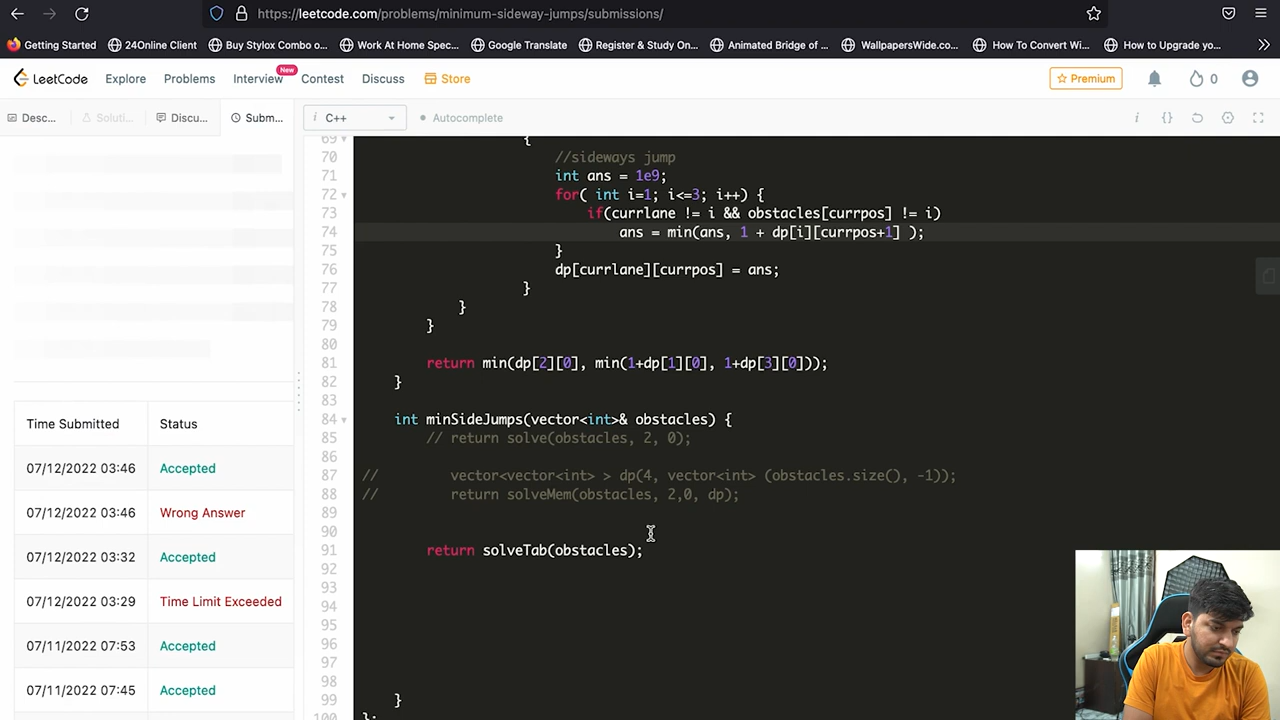 https://leetcode.com/problems/minimum-sideway-jumps/submissions/
Getting Started 24Online Client Buy Stylox Combo o... Work At Home Spec... Google Translate Register & Study On... Animated Bridge of ... WallpapersWide.co... How To Convert Wi... How to Upgrade yo...
LeetCode Explore Problems Interview New Contest Discuss Store Premium 0
Desc... Soluti... Discu... Subm... i C++ Autocomplete
69 {
70 //sideways jump
71 int ans = 1e9;
72 for( int i=1; i<=3; i++) {
73 if(currlane != i && obstacles[currpos] != i)
74 ans = min(ans, 1 + dp[i][currpos+1] );
75 }
76 dp[currlane][currpos] = ans;
77 }
78 }
79 }
80
81 return min(dp[2][0], min(1+dp[1][0], 1+dp[3][0]));
82 }
83
84 int minSideJumps(vector<int>& obstacles) {
85 // return solve(obstacles, 2, 0);
86
87 // vector<vector<int> > dp(4, vector<int> (obstacles.size(), -1));
88 // return solveMem(obstacles, 2,0, dp);
89
90
91 return solveTab(obstacles);
92
93
94
95
96
97
98
99 }
100 };
Time Submitted Status
07/12/2022 03:46 Accepted
07/12/2022 03:46 Wrong Answer
07/12/2022 03:32 Accepted
07/12/2022 03:29 Time Limit Exceeded
07/11/2022 07:53 Accepted
07/11/2022 07:45 Accepted